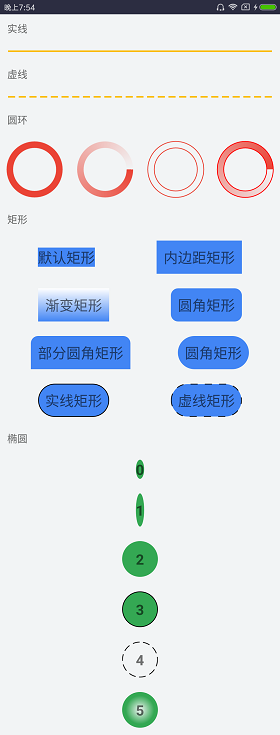 晚上7:54
实线
虚线
圆环
矩形
默认矩形 内边距矩形
渐变矩形 圆角矩形
部分圆角矩形 圆角矩形
实线矩形 虚线矩形
椭圆
0
1
2
3
4
5